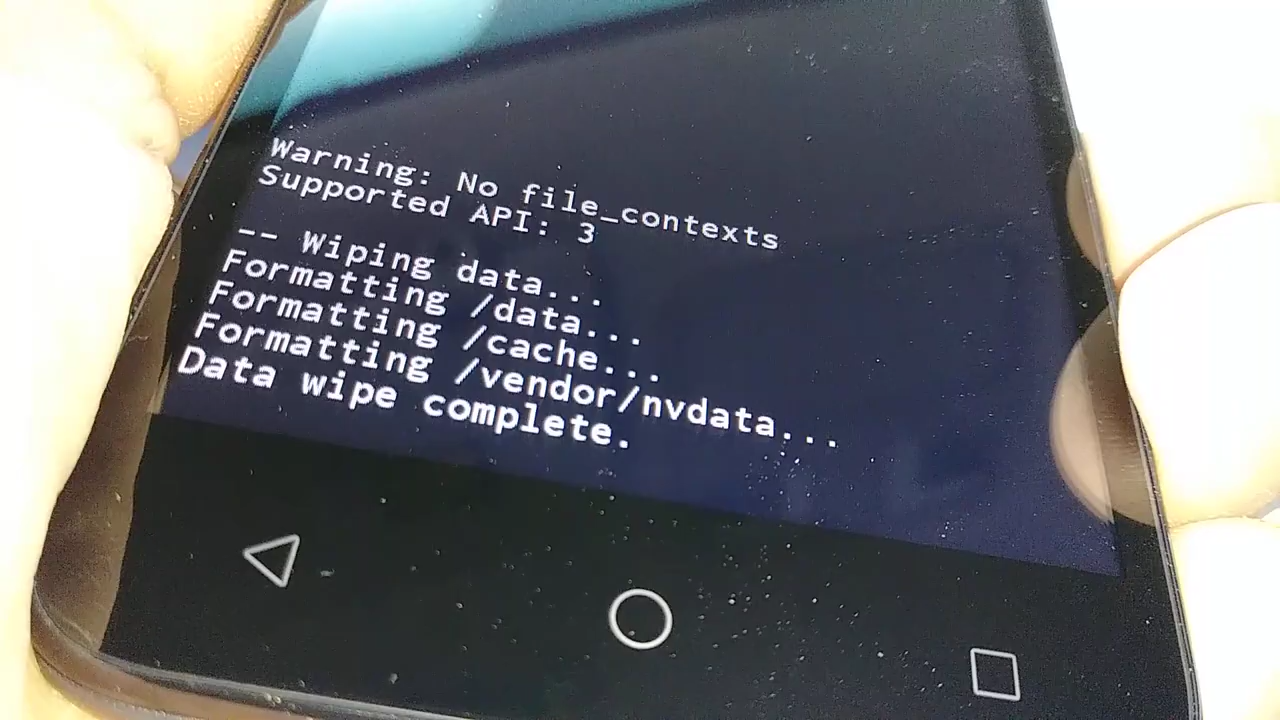 Warning: No file_contexts
Supported API: 3
-- Wiping data...
Formatting /data...
Formatting /cache...
Formatting /vendor/nvdata...
Data wipe complete.